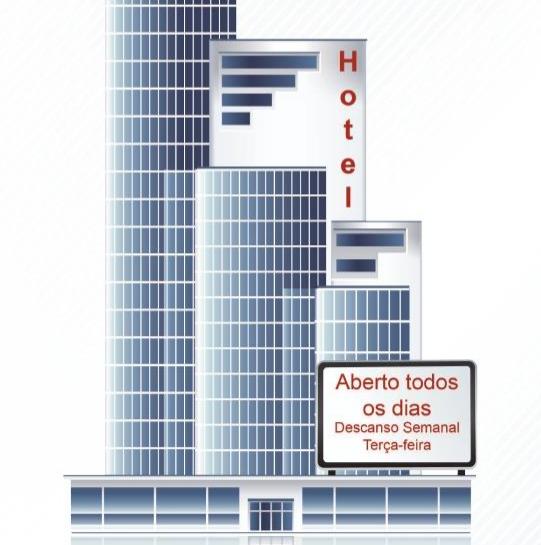 Hotel
Aberto todos
os dias
Descanso Semanal
Terça-feira